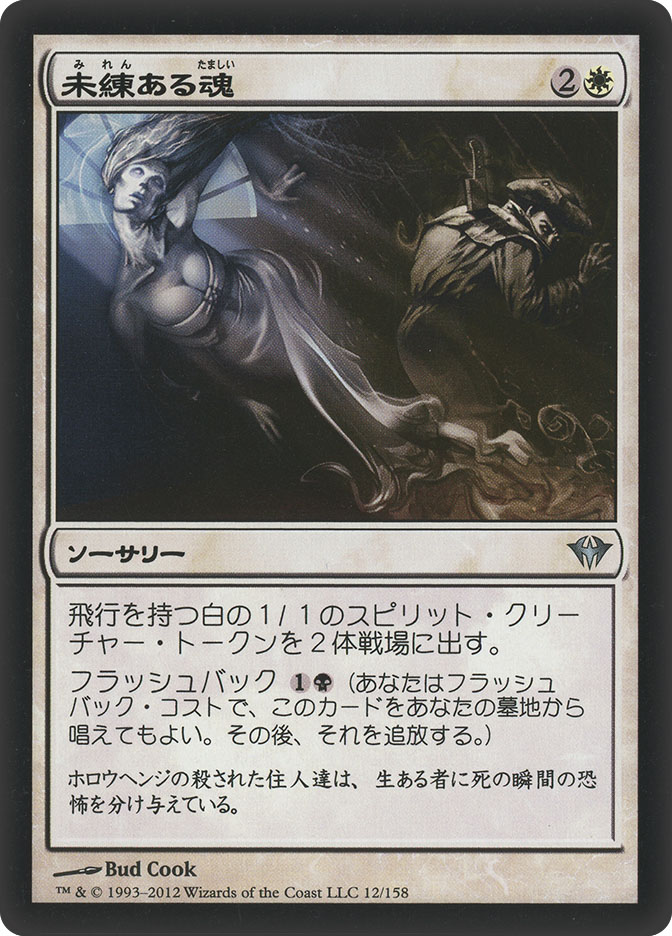 みれん たましい
未練ある魂 2
ソーサリー
飛行を持つ白の1/1のスピリット・クリー
チャー・トークンを2体戦場に出す。
フラッシュバック 1 (あなたはフラッシュ
バック・コストで、このカードをあなたの墓地から
唱えてもよい。その後、それを追放する。)
ホロウヘンジの殺された住人達は、生ある者に死の瞬間の恐
怖を分け与えている。
Bud Cook
™ & © 1993–2012 Wizards of the Coast LLC 12/158